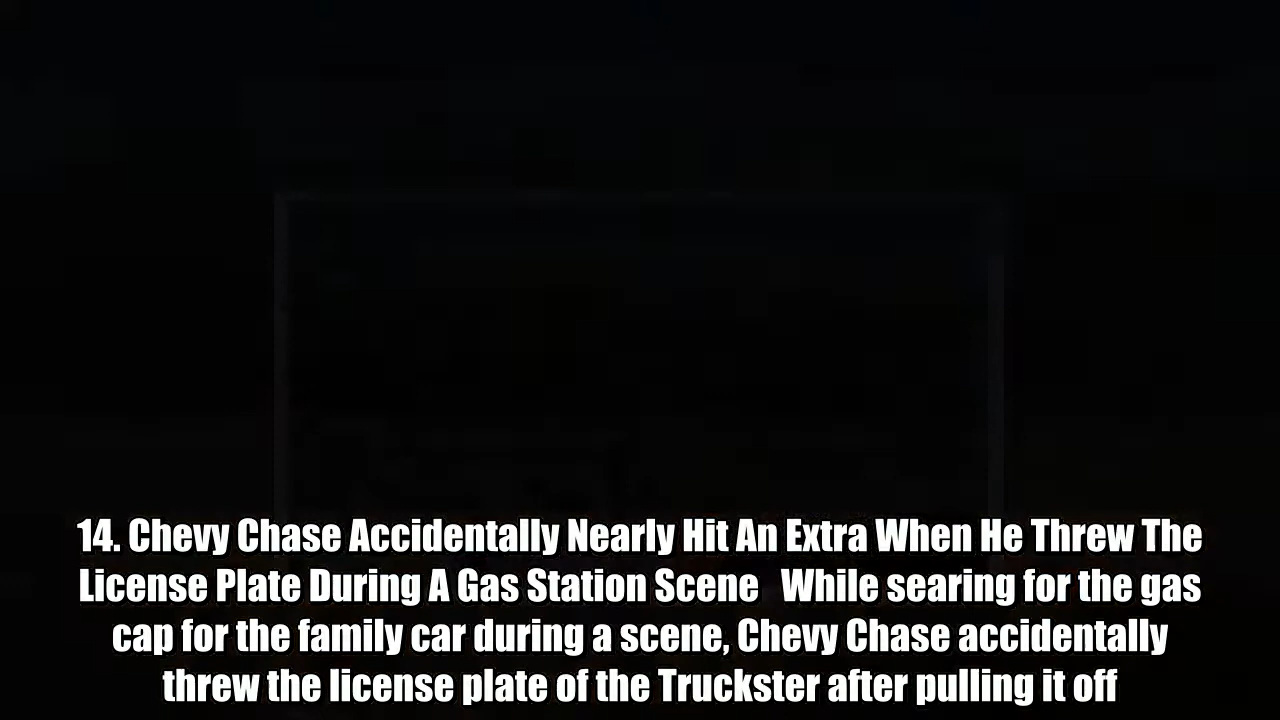 14. Chevy Chase Accidentally Nearly Hit An Extra When He Threw The
License Plate During A Gas Station Scene   While searing for the gas
cap for the family car during a scene, Chevy Chase accidentally
threw the license plate of the Truckster after pulling it off